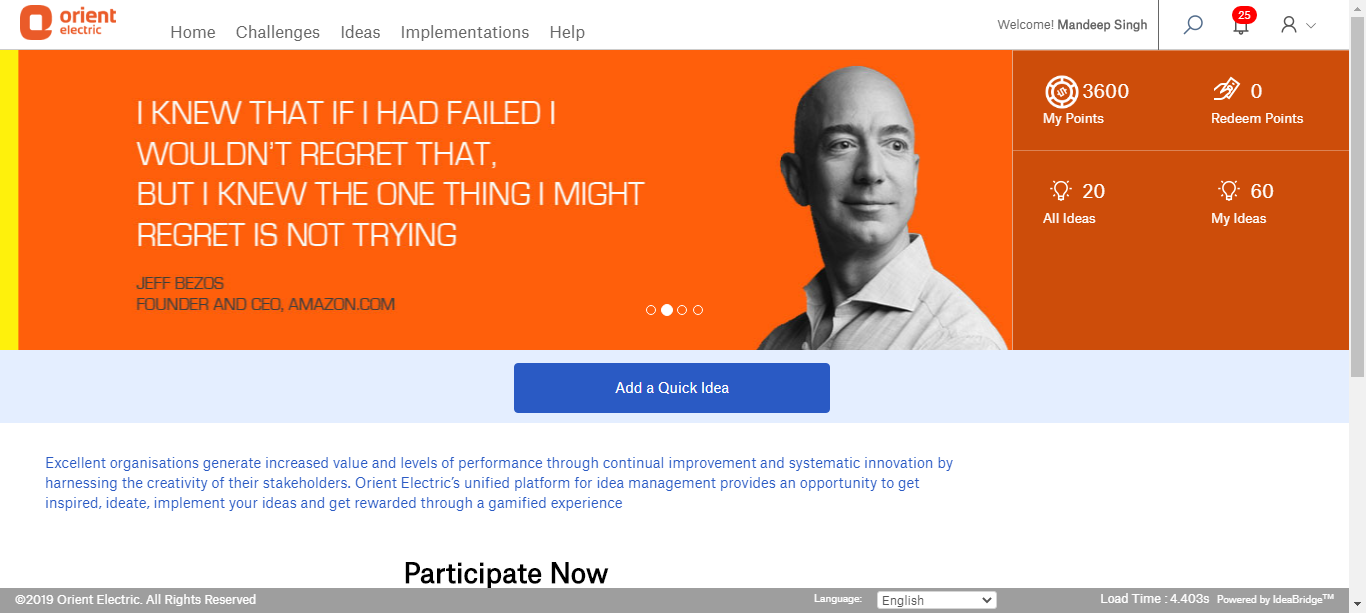 orient
electric
Home Challenges Ideas Implementations Help
Welcome! Mandeep Singh
25
I KNEW THAT IF I HAD FAILED I
WOULDN'T REGRET THAT,
BUT I KNEW THE ONE THING I MIGHT
REGRET IS NOT TRYING
JEFF BEZOS
FOUNDER AND CEO, AMAZON.COM
3600
My Points
0
Redeem Points
20
All Ideas
60
My Ideas
Add a Quick Idea
Excellent organisations generate increased value and levels of performance through continual improvement and systematic innovation by
harnessing the creativity of their stakeholders. Orient Electric's unified platform for idea management provides an opportunity to get
inspired, ideate, implement your ideas and get rewarded through a gamified experience
Participate Now
©2019 Orient Electric. All Rights Reserved
Language: English
Load Time : 4.403s Powered by IdeaBridge™